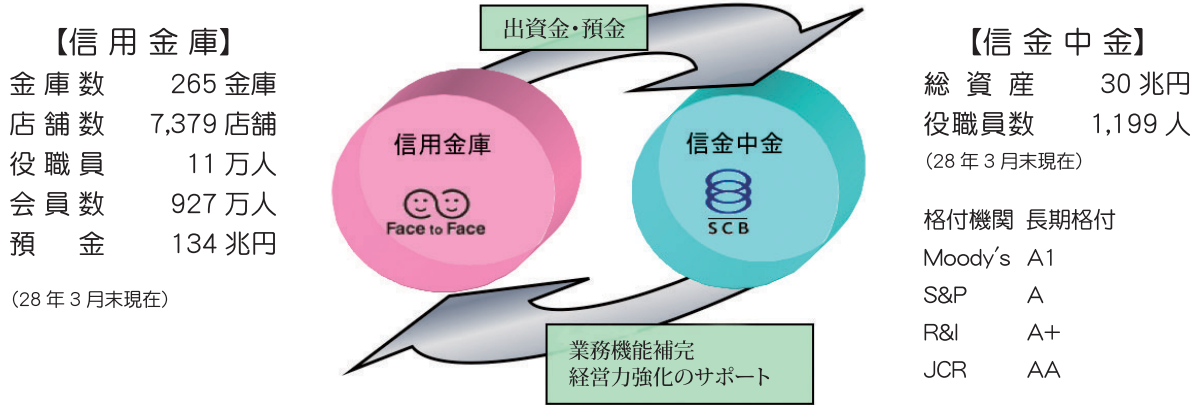 【信用金庫】
金庫数 265金庫
店舗数 7,379店舗
役職員 11万人
会員数 927万人
預金 134兆円
(28年3月末現在)
出資金・預金
信用金庫
Face to Face
信金中金
SCB
業務機能補完
経営力強化のサポート
【信金中金】
総資産 30兆円
役職員数 1,199人
(28年3月末現在)
格付機関 長期格付
Moody's A1
S&P A
R&I A+
JCR AA